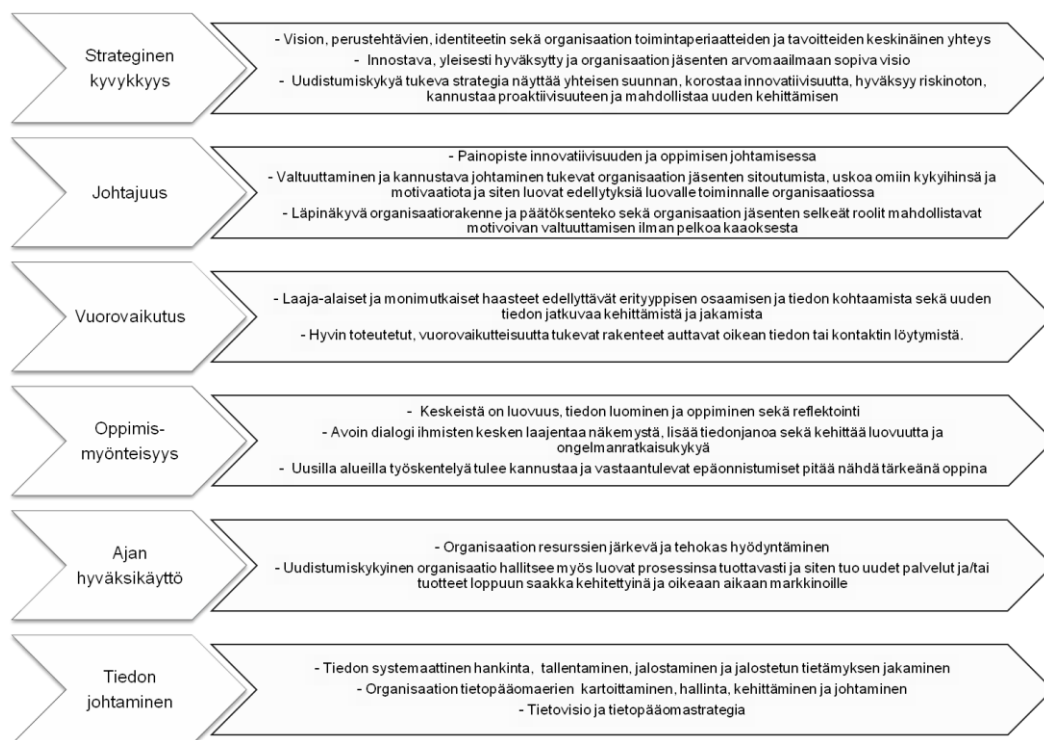 Strateginen
kyvykkyys
- Vision, perustehtävien, identiteetin sekä organisaation toimintaperiaatteiden ja tavoitteiden keskinäinen yhteys
- Innostava, yleisesti hyväksytty ja organisaation jäsenten arvomaailmaan sopiva visio
- Uudistumiskykyä tukeva strategia näyttää yhteisen suunnan, korostaa innovatiivisuutta, hyväksyy riskinoton,
kannustaa proaktiivisuuteen ja mahdollistaa uuden kehittämisen
Johtajuus
- Painopiste innovatiivisuuden ja oppimisen johtamisessa
- Valtuuttaminen ja kannustava johtaminen tukevat organisaation jäsenten sitoutumista, uskoa omiin kykyihinsä ja
motivaatiota ja siten luovat edellytyksiä luovalle toiminnalle organisaatiossa
- Läpinäkyvä organisaatiorakenne ja päätöksenteko sekä organisaation jäsenten selkeät roolit mahdollistavat
motivoivan valtuuttamisen ilman pelkoa kaaoksesta
Vuorovaikutus
- Laaja-alaiset ja monimutkaiset haasteet edellyttävät erityyppisen osaamisen ja tiedon kohtaamista sekä uuden
tiedon jatkuvaa kehittämistä ja jakamista
- Hyvin toteutetut, vuorovaikutteisuutta tukevat rakenteet auttavat oikean tiedon tai kontaktin löytymistä.
Oppimis-
myönteisyys
- Keskeistä on luovuus, tiedon luominen ja oppiminen sekä reflektointi
- Avoin dialogi ihmisten kesken laajentaa näkemystä, lisää tiedonjanoa sekä kehittää luovuutta ja
ongelmanratkaisukykyä
- Uusilla alueilla työskentelyä tulee kannustaa ja vastaantulevat epäonnistumiset pitää nähdä tärkeänä oppina
Ajan
hyväksikäyttö
- Organisaation resurssien järkevä ja tehokas hyödyntäminen
- Uudistumiskykyinen organisaatio hallitsee myös luovat prosessinsa tuottavasti ja siten tuo uudet palvelut ja/tai
tuotteet loppuun saakka kehitettyinä ja oikeaan aikaan markkinoille
Tiedon
johtaminen
- Tiedon systemaattinen hankinta, tallentaminen, jalostaminen ja jalostetun tietämyksen jakaminen
- Organisaation tietopääomaerien kartoittaminen, hallinta, kehittäminen ja johtaminen
- Tietovisio ja tietopääomastrategia